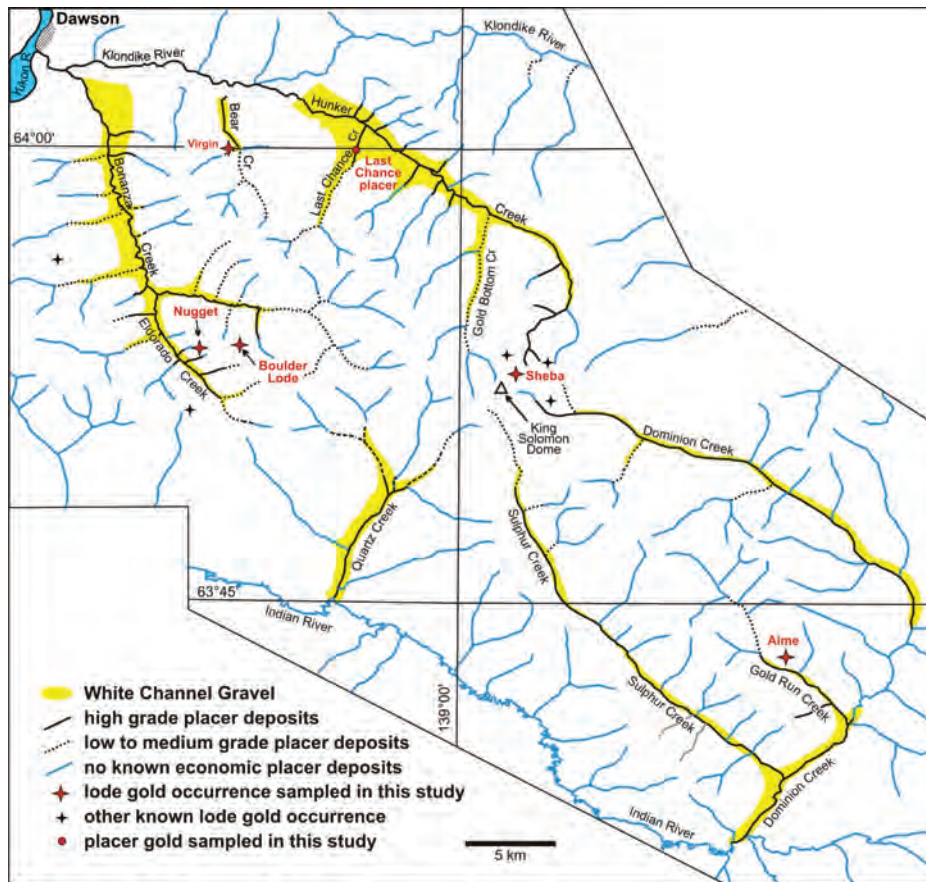 Dawson
Yukon R.
Klondike River
Klondike River
Hunker
Bear
Cr
64°00'
Virgin
Last Chance Cr
Last
Chance
placer
Bonanza
Creek
Creek
Gold Bottom Cr
Nugget
Eldorado
Creek
Boulder
Lode
Sheba
King
Solomon
Dome
Dominion Creek
Quartz Creek
Sulphur Creek
63°45'
Indian River
Aime
Gold Run Creek
Sulphur Creek
139°00'
Dominion Creek
Indian River
White Channel Gravel
high grade placer deposits
low to medium grade placer deposits
no known economic placer deposits
lode gold occurrence sampled in this study
other known lode gold occurrence
placer gold sampled in this study
5 km